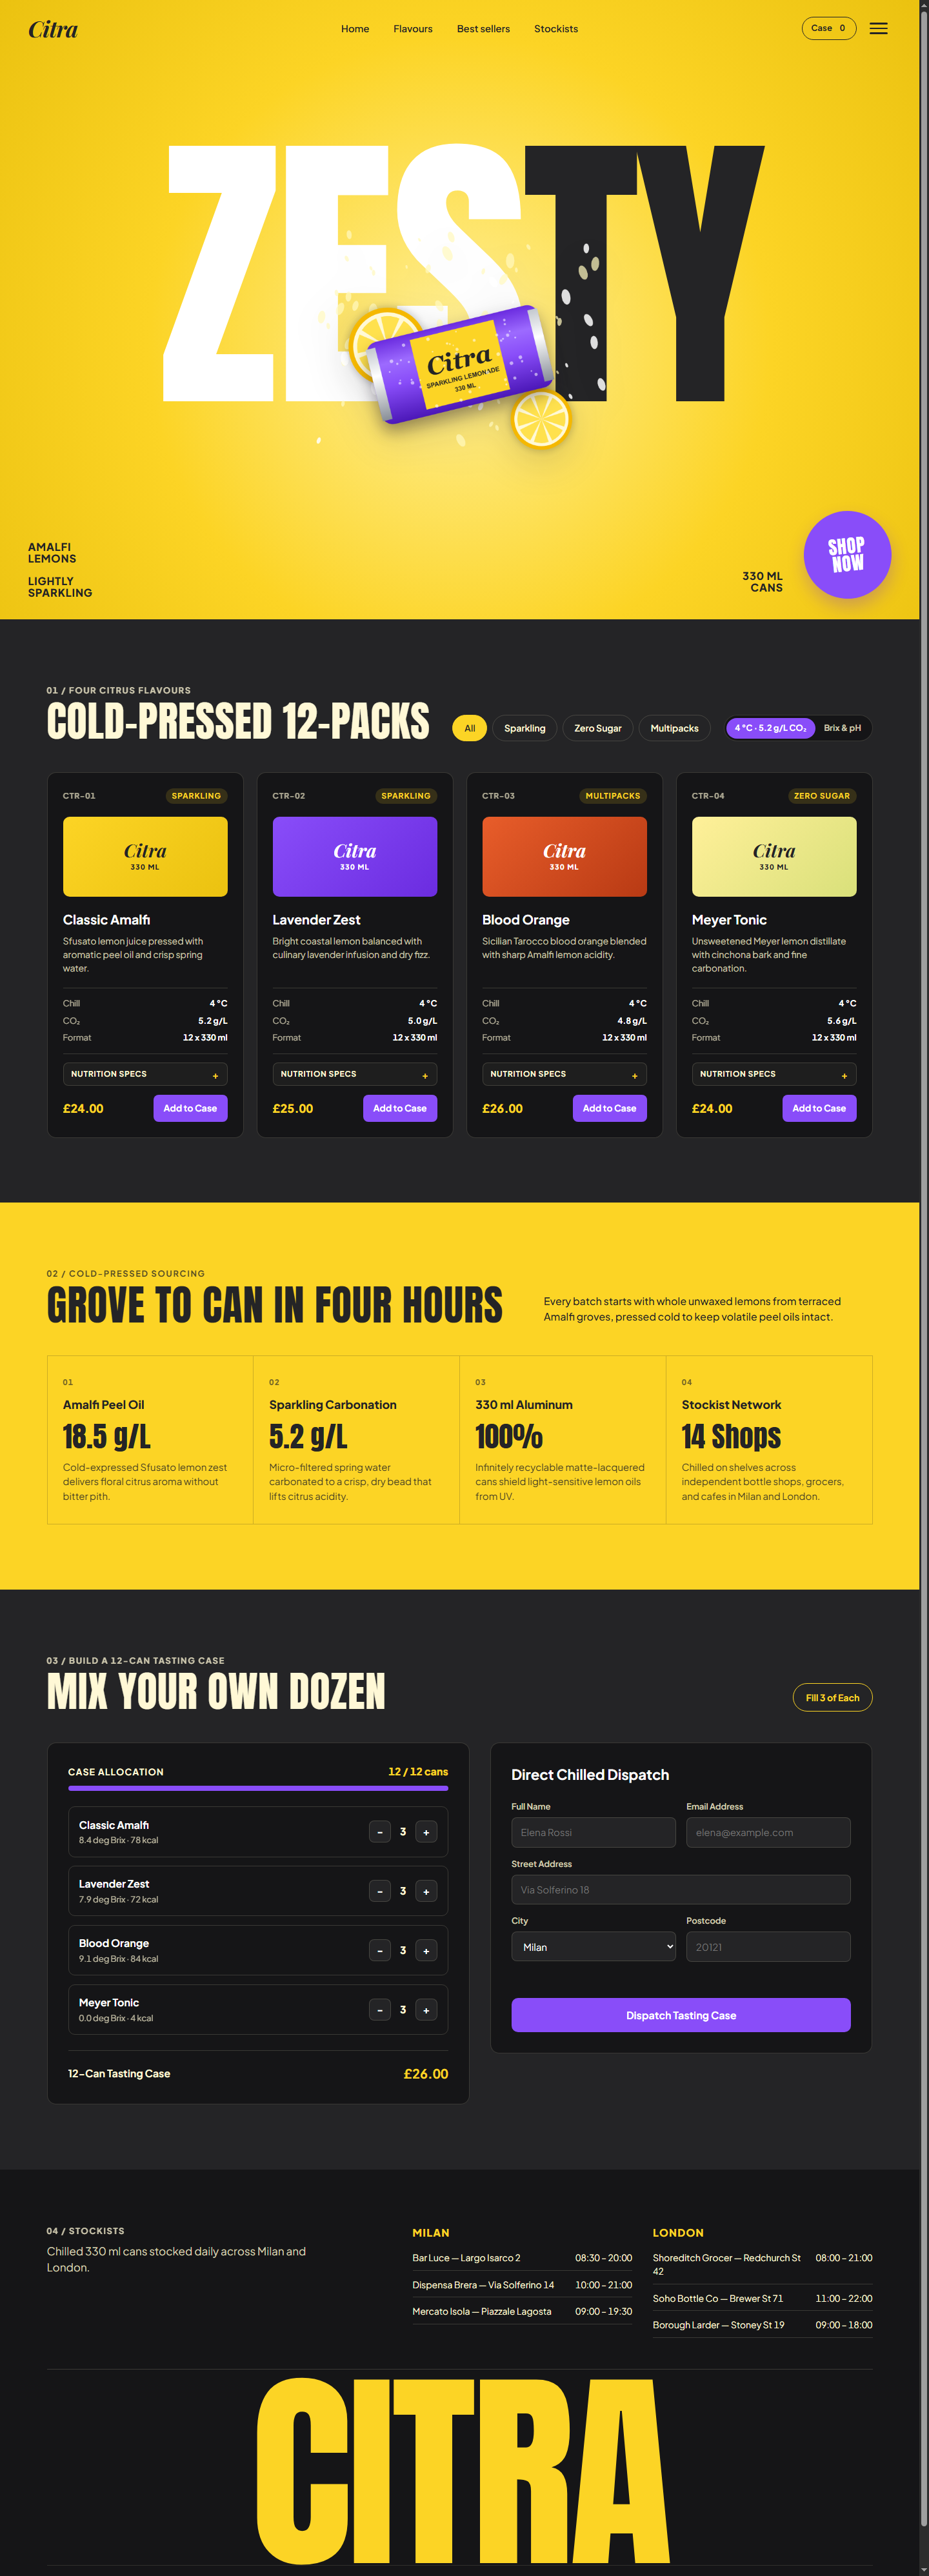 Citra
Home Flavours Best sellers Stockists
Case 0
ZESTY
Citra
SPARKLING LEMONADE
330 ML
AMALFI
LEMONS
LIGHTLY
SPARKLING
330 ML
CANS
SHOP
NOW
01 / FOUR CITRUS FLAVOURS
COLD-PRESSED 12-PACKS
All Sparkling Zero Sugar Multipacks
4 °C · 5.2 g/L CO₂ Brix & pH
CTR-01 SPARKLING
Citra
330 ML
Classic Amalfi
Sfusato lemon juice pressed with
aromatic peel oil and crisp spring
water.
Chill 4 °C
CO₂ 5.2 g/L
Format 12 x 330 ml
NUTRITION SPECS +
£24.00 Add to Case
CTR-02 SPARKLING
Citra
330 ML
Lavender Zest
Bright coastal lemon balanced with
culinary lavender infusion and dry fizz.
Chill 4 °C
CO₂ 5.0 g/L
Format 12 x 330 ml
NUTRITION SPECS +
£25.00 Add to Case
CTR-03 MULTIPACKS
Citra
330 ML
Blood Orange
Sicilian Tarocco blood orange blended
with sharp Amalfi lemon acidity.
Chill 4 °C
CO₂ 4.8 g/L
Format 12 x 330 ml
NUTRITION SPECS +
£26.00 Add to Case
CTR-04 ZERO SUGAR
Citra
330 ML
Meyer Tonic
Unsweetened Meyer lemon distillate
with cinchona bark and fine
carbonation.
Chill 4 °C
CO₂ 5.6 g/L
Format 12 x 330 ml
NUTRITION SPECS +
£24.00 Add to Case
02 / COLD-PRESSED SOURCING
GROVE TO CAN IN FOUR HOURS
Every batch starts with whole unwaxed lemons from terraced
Amalfi groves, pressed cold to keep volatile peel oils intact.
01
Amalfi Peel Oil
18.5 g/L
Cold-expressed Sfusato lemon zest
delivers floral citrus aroma without
bitter pith.
02
Sparkling Carbonation
5.2 g/L
Micro-filtered spring water
carbonated to a crisp, dry bead that
lifts citrus acidity.
03
330 ml Aluminum
100%
Infinitely recyclable matte-lacquered
cans shield light-sensitive lemon oils
from UV.
04
Stockist Network
14 Shops
Chilled on shelves across
independent bottle shops, grocers,
and cafes in Milan and London.
03 / BUILD A 12-CAN TASTING CASE
MIX YOUR OWN DOZEN
Fill 3 of Each
CASE ALLOCATION 12 / 12 cans
Classic Amalfi
8.4 deg Brix · 78 kcal
− 3 +
Lavender Zest
7.9 deg Brix · 72 kcal
− 3 +
Blood Orange
9.1 deg Brix · 84 kcal
− 3 +
Meyer Tonic
0.0 deg Brix · 4 kcal
− 3 +
12-Can Tasting Case £26.00
Direct Chilled Dispatch
Full Name Email Address
Elena Rossi elena@example.com
Street Address
Via Solferino 18
City Postcode
Milan 20121
Dispatch Tasting Case
04 / STOCKISTS
Chilled 330 ml cans stocked daily across Milan and
London.
MILAN
Bar Luce — Largo Isarco 2 08:30 – 20:00
Dispensa Brera — Via Solferino 14 10:00 – 21:00
Mercato Isola — Piazzale Lagosta 09:00 – 19:30
LONDON
Shoreditch Grocer — Redchurch St 08:00 – 21:00
42
Soho Bottle Co — Brewer St 71 11:00 – 22:00
Borough Larder — Stoney St 19 09:00 – 18:00
CITRA